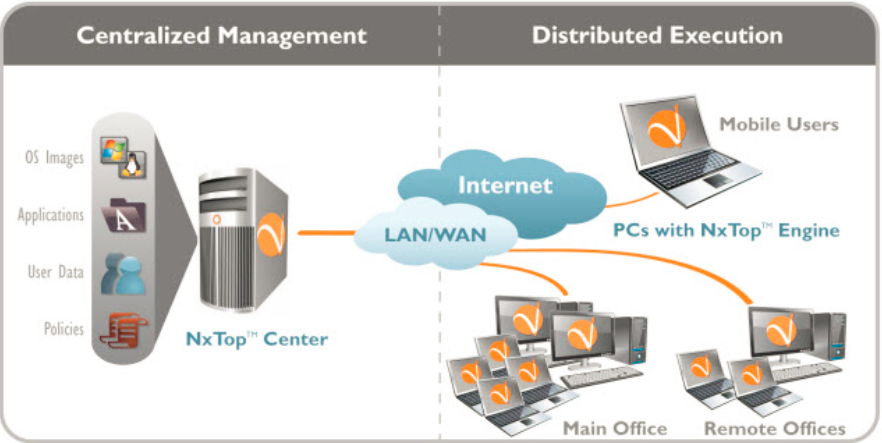 Centralized Management
Distributed Execution
OS Images
Applications
User Data
Policies
A
NxTop™ Center
Internet
LAN/WAN
Mobile Users
PCs with NxTop™ Engine
Main Office
Remote Offices